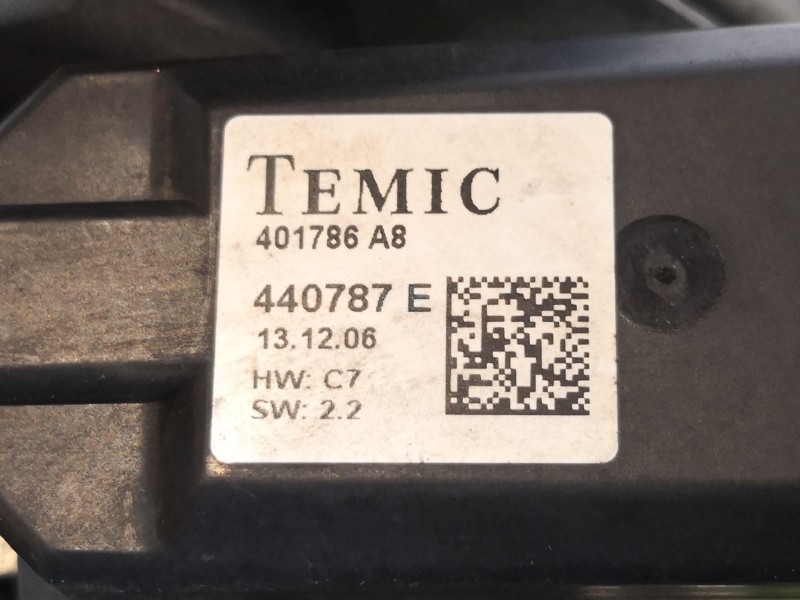 TEMIC
401786 A8
440787 E
13.12.06
HW: C7
SW: 2.2